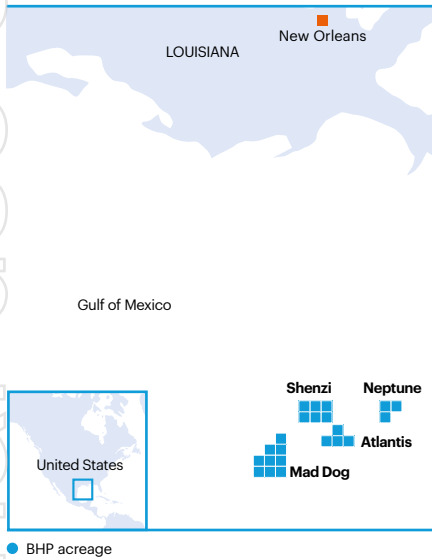 New Orleans
LOUISIANA
Gulf of Mexico
Shenzi
Neptune
Atlantis
United States
Mad Dog
BHP acreage